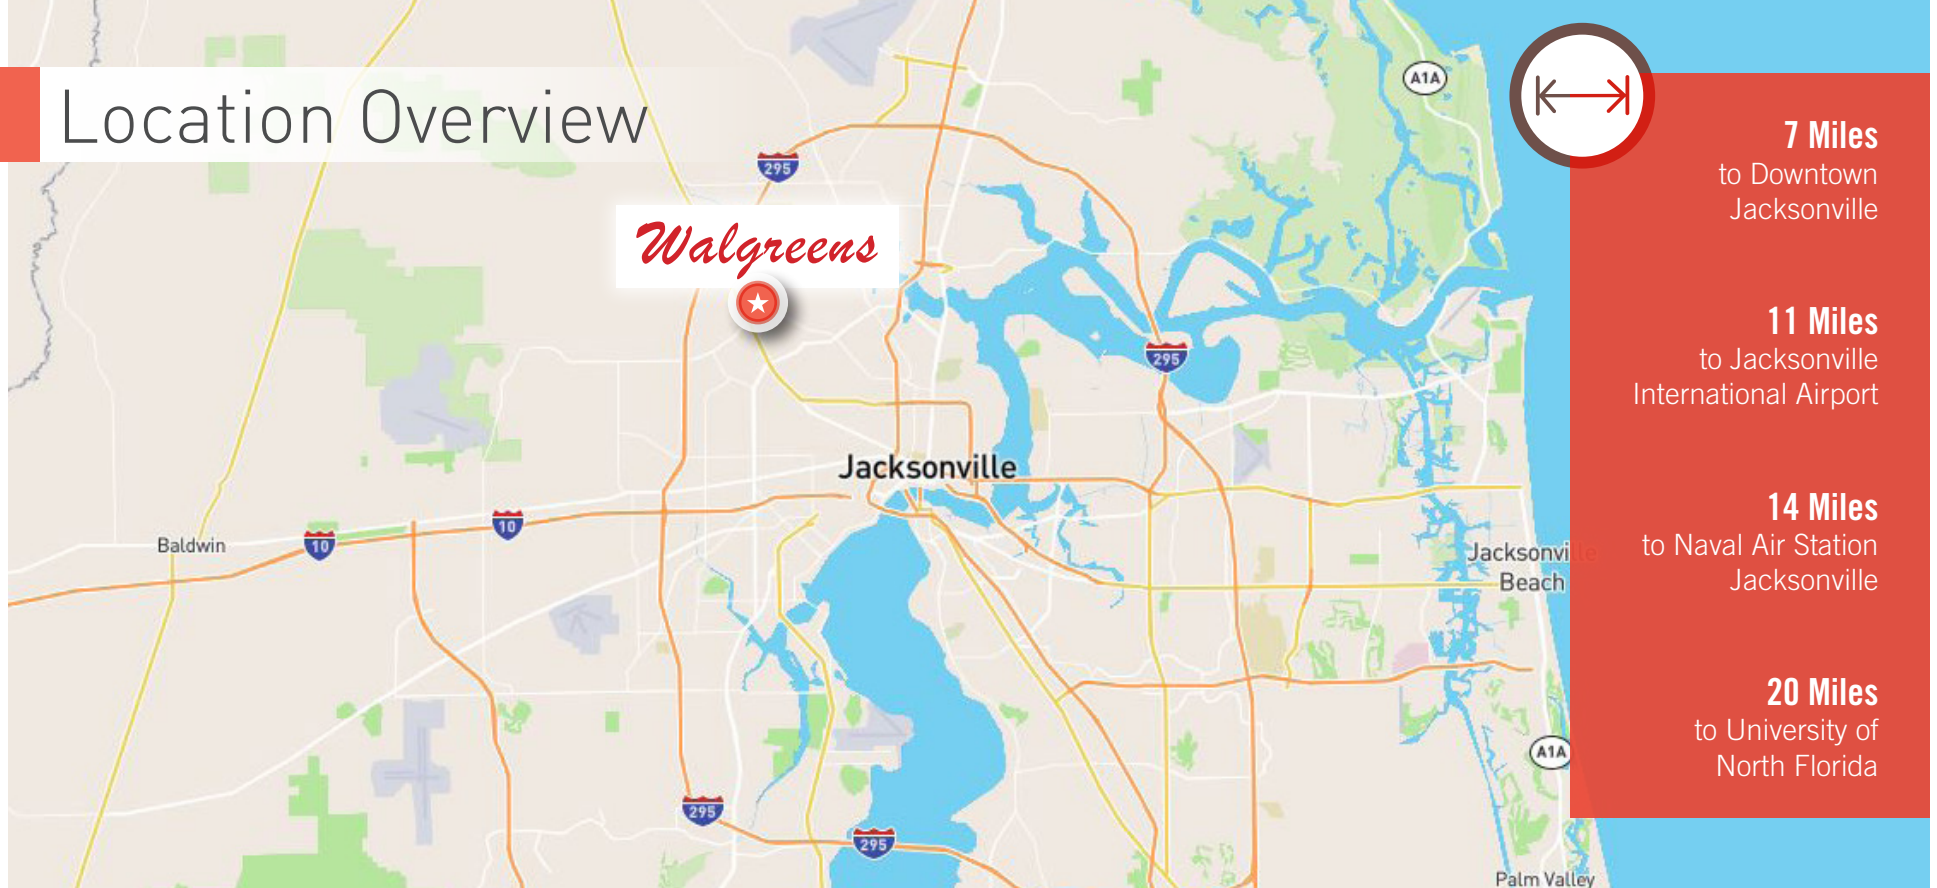 Location Overview
A1A
295
Walgreens
7 Miles
to Downtown
Jacksonville
11 Miles
to Jacksonville
International Airport
295
Jacksonville
14 Miles
to Naval Air Station
Jacksonville
10
10
Baldwin
Jacksonville
Beach
20 Miles
to University of
North Florida
A1A
295
295
Palm Valley